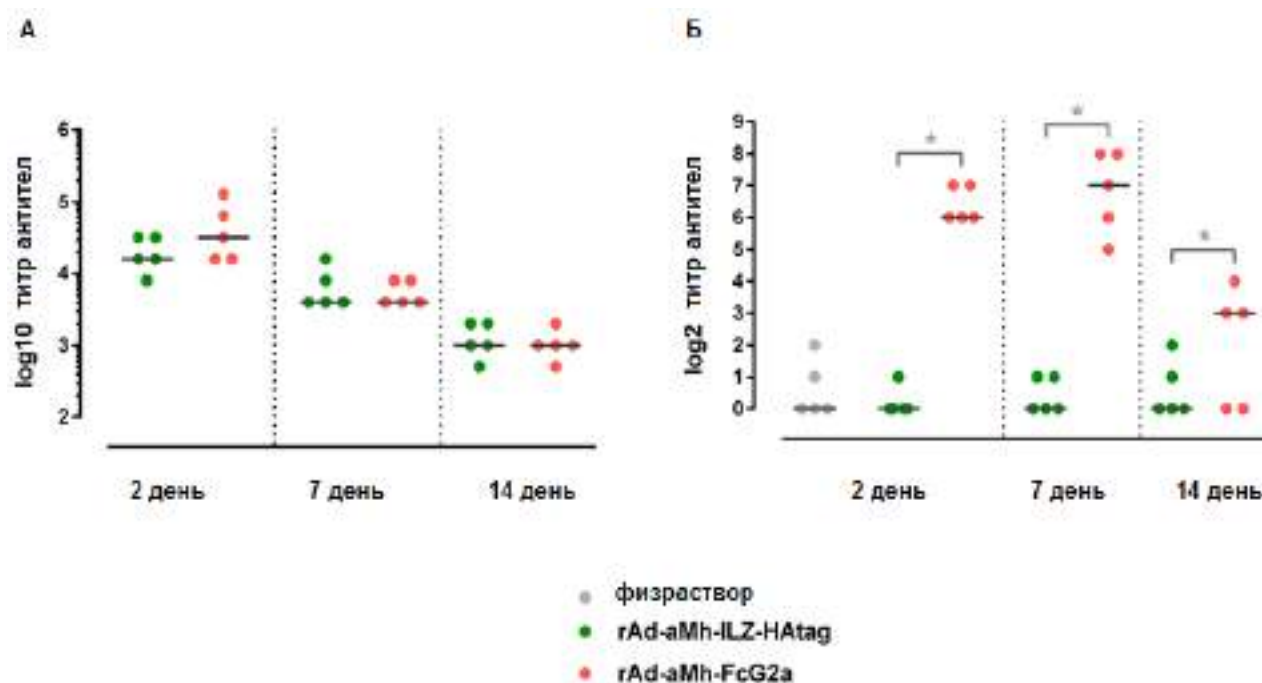 А
Б
6
5
4
3
2
log10 титр антител
2 день
7 день
14 день
9
8
7
6
5
4
3
2
1
0
log2 титр антител
*
*
*
2 день
7 день
14 день
физраствор
rAd-aMh-ILZ-HAtag
rAd-aMh-FcG2a